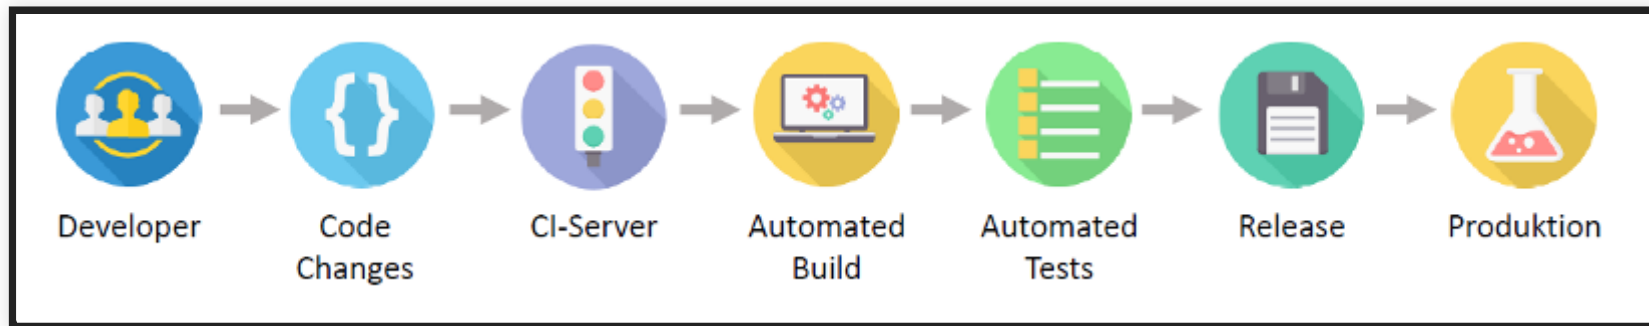 Developer
Code
Changes
CI-Server
Automated
Build
Automated
Tests
Release
Produktion